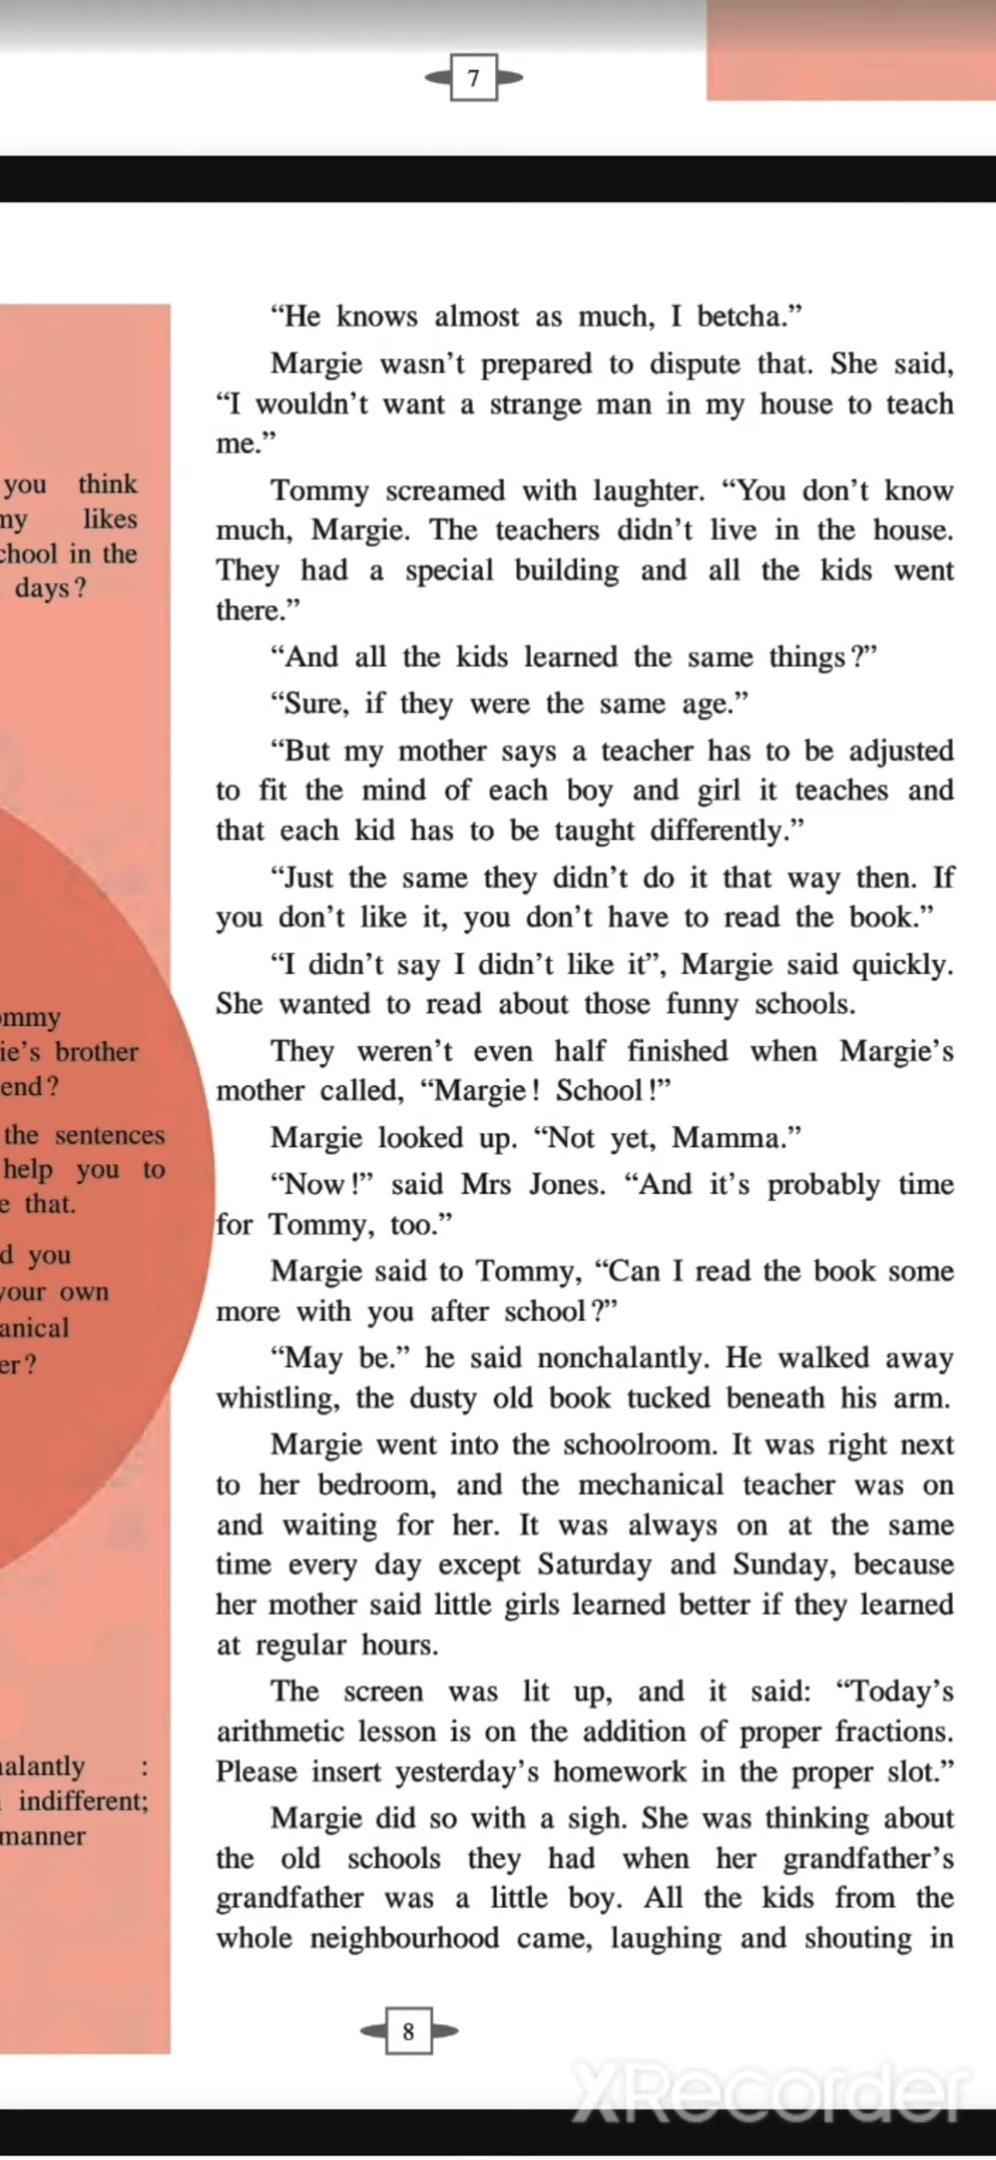 7
“He knows almost as much, I betcha.”
Margie wasn’t prepared to dispute that. She said,
“I wouldn’t want a strange man in my house to teach
me.”
Tommy screamed with laughter. “You don’t know
much, Margie. The teachers didn’t live in the house.
They had a special building and all the kids went
there.”
“And all the kids learned the same things?”
“Sure, if they were the same age.”
“But my mother says a teacher has to be adjusted
to fit the mind of each boy and girl it teaches and
that each kid has to be taught differently.”
“Just the same they didn’t do it that way then. If
you don’t like it, you don’t have to read the book.”
“I didn’t say I didn’t like it”, Margie said quickly.
She wanted to read about those funny schools.
They weren’t even half finished when Margie’s
mother called, “Margie! School!”
Margie looked up. “Not yet, Mamma.”
“Now!” said Mrs Jones. “And it’s probably time
for Tommy, too.”
Margie said to Tommy, “Can I read the book some
more with you after school?”
“May be.” he said nonchalantly. He walked away
whistling, the dusty old book tucked beneath his arm.
Margie went into the schoolroom. It was right next
to her bedroom, and the mechanical teacher was on
and waiting for her. It was always on at the same
time every day except Saturday and Sunday, because
her mother said little girls learned better if they learned
at regular hours.
The screen was lit up, and it said: “Today’s
arithmetic lesson is on the addition of proper fractions.
Please insert yesterday’s homework in the proper slot.”
Margie did so with a sigh. She was thinking about
the old schools they had when her grandfather’s
grandfather was a little boy. All the kids from the
whole neighbourhood came, laughing and shouting in
you think
my likes
chool in the
days?
ommy
ie’s brother
end?
the sentences
help you to
e that.
d you
your own
anical
er?
alantly :
indifferent;
manner
8
XRecorder